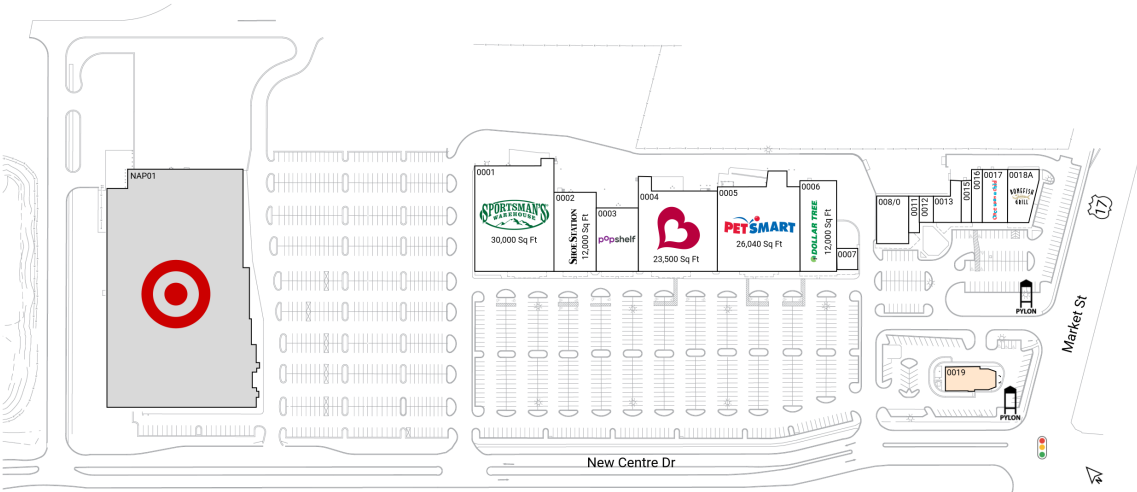 NAP01
0001
SPORTSMAN'S
WAREHOUSE
30,000 Sq Ft
0002
SHOE STATION
12,000 Sq Ft
0003
popshelf
0004
23,500 Sq Ft
0005
PETSMART
26,040 Sq Ft
0006
DOLLAR TREE
12,000 Sq Ft
0007
008/0
0011
0012
0013
0015
0016
0017
0018A
BONEFISH
GRILL
17
PYLON
Market St
0019
PYLON
New Centre Dr
N